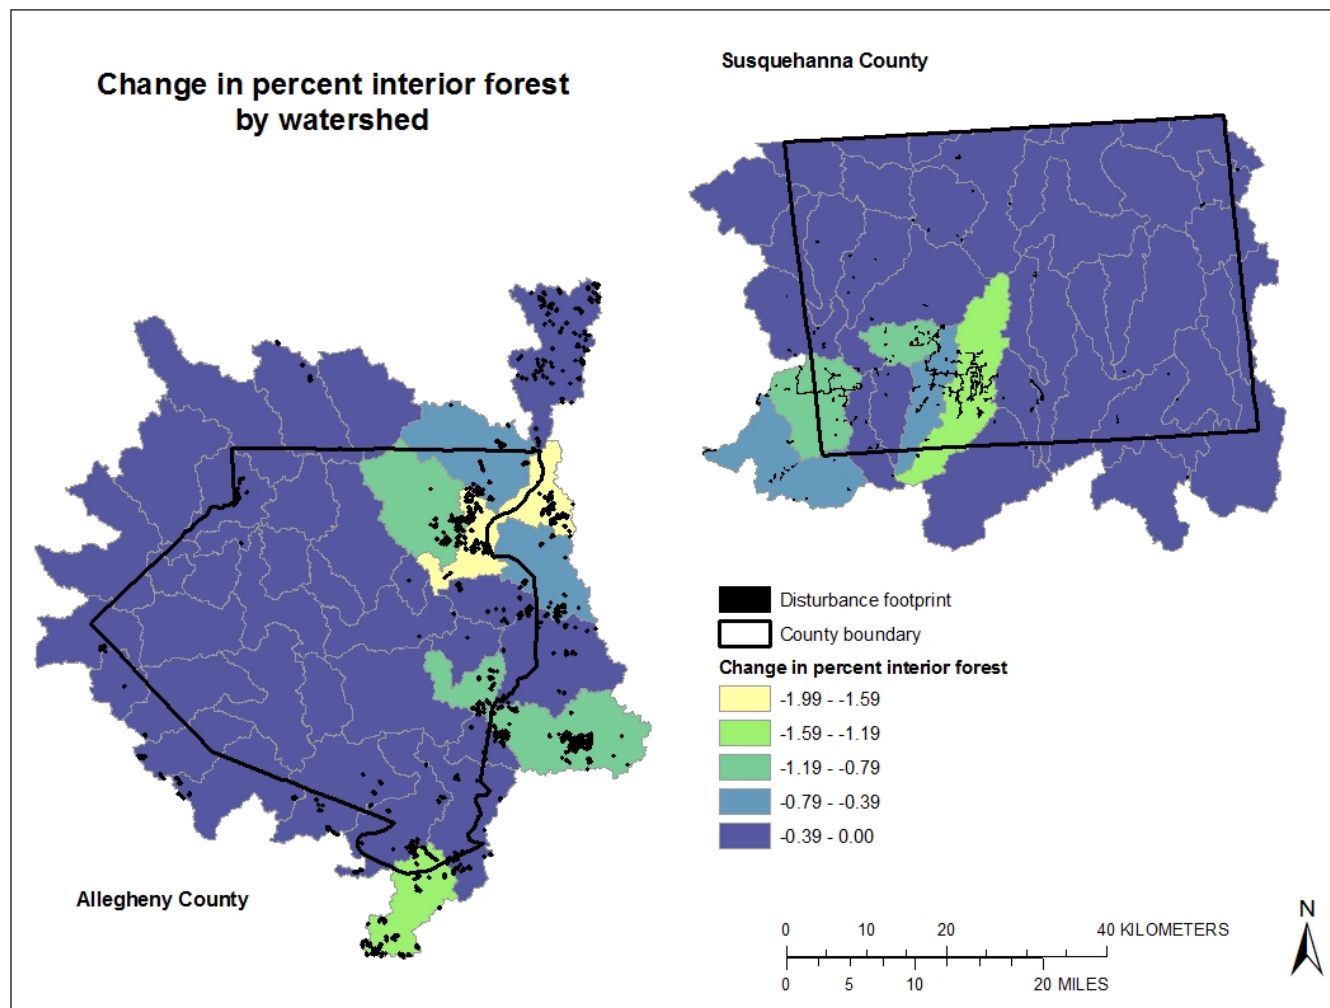 Change in percent interior forest
by watershed
Susquehanna County
Allegheny County
Disturbance footprint
County boundary
Change in percent interior forest
-1.99 - -1.59
-1.59 - -1.19
-1.19 - -0.79
-0.79 - -0.39
-0.39 - 0.00
0 10 20 40 KILOMETERS
0 5 10 20 MILES
N